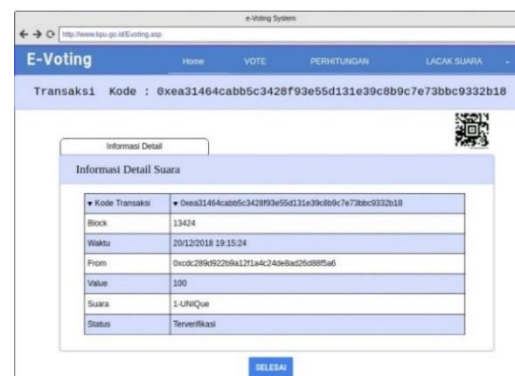 e-Voting System
http://www.kpu.go.id/Evoting.asp
E-Voting Home VOTE PERHITUNGAN LACAK SUARA
Transaksi Kode : 0xea31464cabb5c3428f93e55d131e39c8b9c7e73bbc9332b18
Informasi Detail
Informasi Detail Suara
Kode Transaksi 0xea31464cabb5c3428f93e55d131e39c8b9c7e73bbc9332b18
Block 13424
Waktu 20/12/2018 19:15:24
From 0xcdc289d922b9a12f1a4c24de8ad26d88f5a6
Value 100
Suara 1-UNIQue
Status Terverifikasi
SELESAI